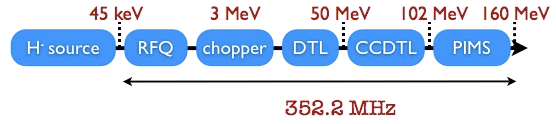 45 keV 3 MeV 50 MeV 102 MeV 160 MeV
H⁻ source RFQ chopper DTL CCDTL PIMS
352.2 MHz